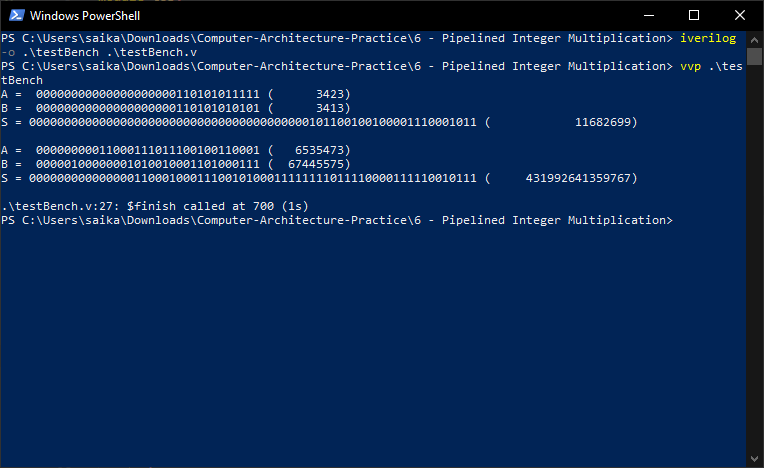 Windows PowerShell
PS C:\Users\saika\Downloads\Computer-Architecture-Practice\6 - Pipelined Integer Multiplication> iverilog
-o .\testBench .\testBench.v
PS C:\Users\saika\Downloads\Computer-Architecture-Practice\6 - Pipelined Integer Multiplication> vvp .\tes
tBench
A =  00000000000000000000110101011111 (      3423)
B =  00000000000000000000110101010101 (      3413)
S = 0000000000000000000000000000000000000000101100100100001110001011 (            11682699)
A =  00000000011000111011100100110001 (   6535473)
B =  00000100000001010010001101000111 (  67445575)
S = 0000000000000001100010001110010100011111111011110000111110010111 (     431992641359767)
.\testBench.v:27: $finish called at 700 (1s)
PS C:\Users\saika\Downloads\Computer-Architecture-Practice\6 - Pipelined Integer Multiplication>